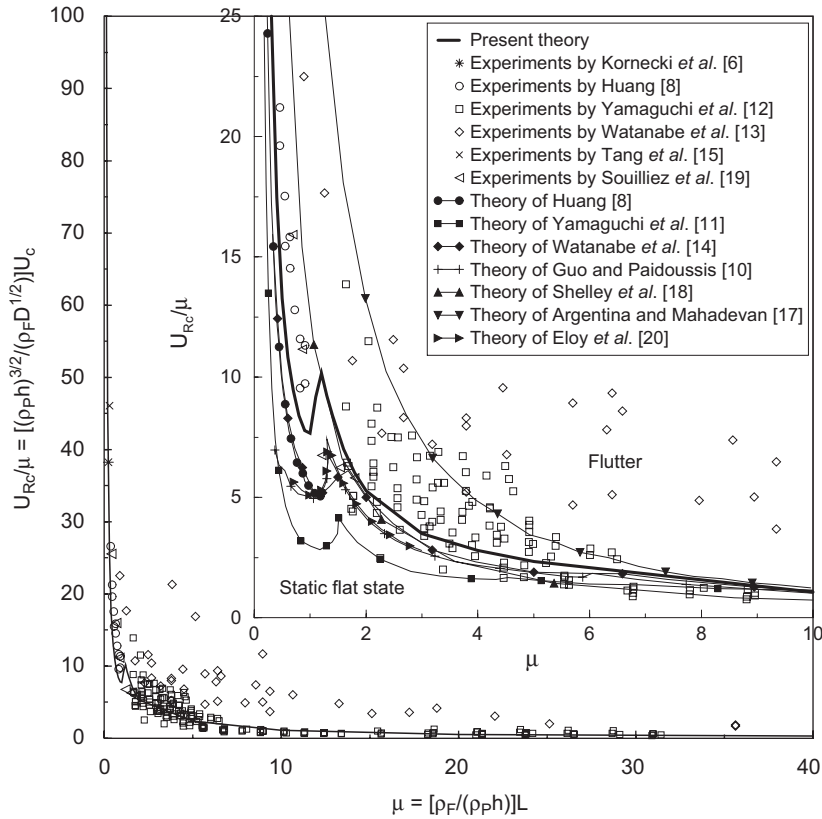 100
90
80
70
60
50
40
30
20
10
0
U_Rc/μ = [(ρ_P h)^3/2/(ρ_F D^1/2)]U_c
25
20
15
10
5
0
U_Rc/μ
Present theory
Experiments by Kornecki et al. [6]
Experiments by Huang [8]
Experiments by Yamaguchi et al. [12]
Experiments by Watanabe et al. [13]
Experiments by Tang et al. [15]
Experiments by Souilliez et al. [19]
Theory of Huang [8]
Theory of Yamaguchi et al. [11]
Theory of Watanabe et al. [14]
Theory of Guo and Paidoussis [10]
Theory of Shelley et al. [18]
Theory of Argentina and Mahadevan [17]
Theory of Eloy et al. [20]
Flutter
Static flat state
0 2 4 6 8 10
μ
0 10 20 30 40
μ = [ρ_F/(ρ_P h)]L